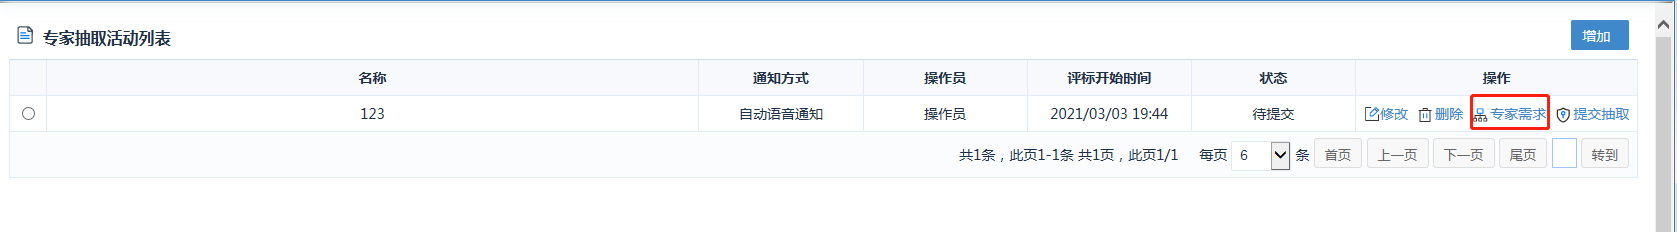 专家抽取活动列表
增加
名称 通知方式 操作员 评标开始时间 状态 操作
123 自动语音通知 操作员 2021/03/03 19:44 待提交 修改 删除 专家需求 提交抽取
共1条，此页1-1条 共1页，此页1/1 每页 6 条 首页 上一页 下一页 尾页 转到